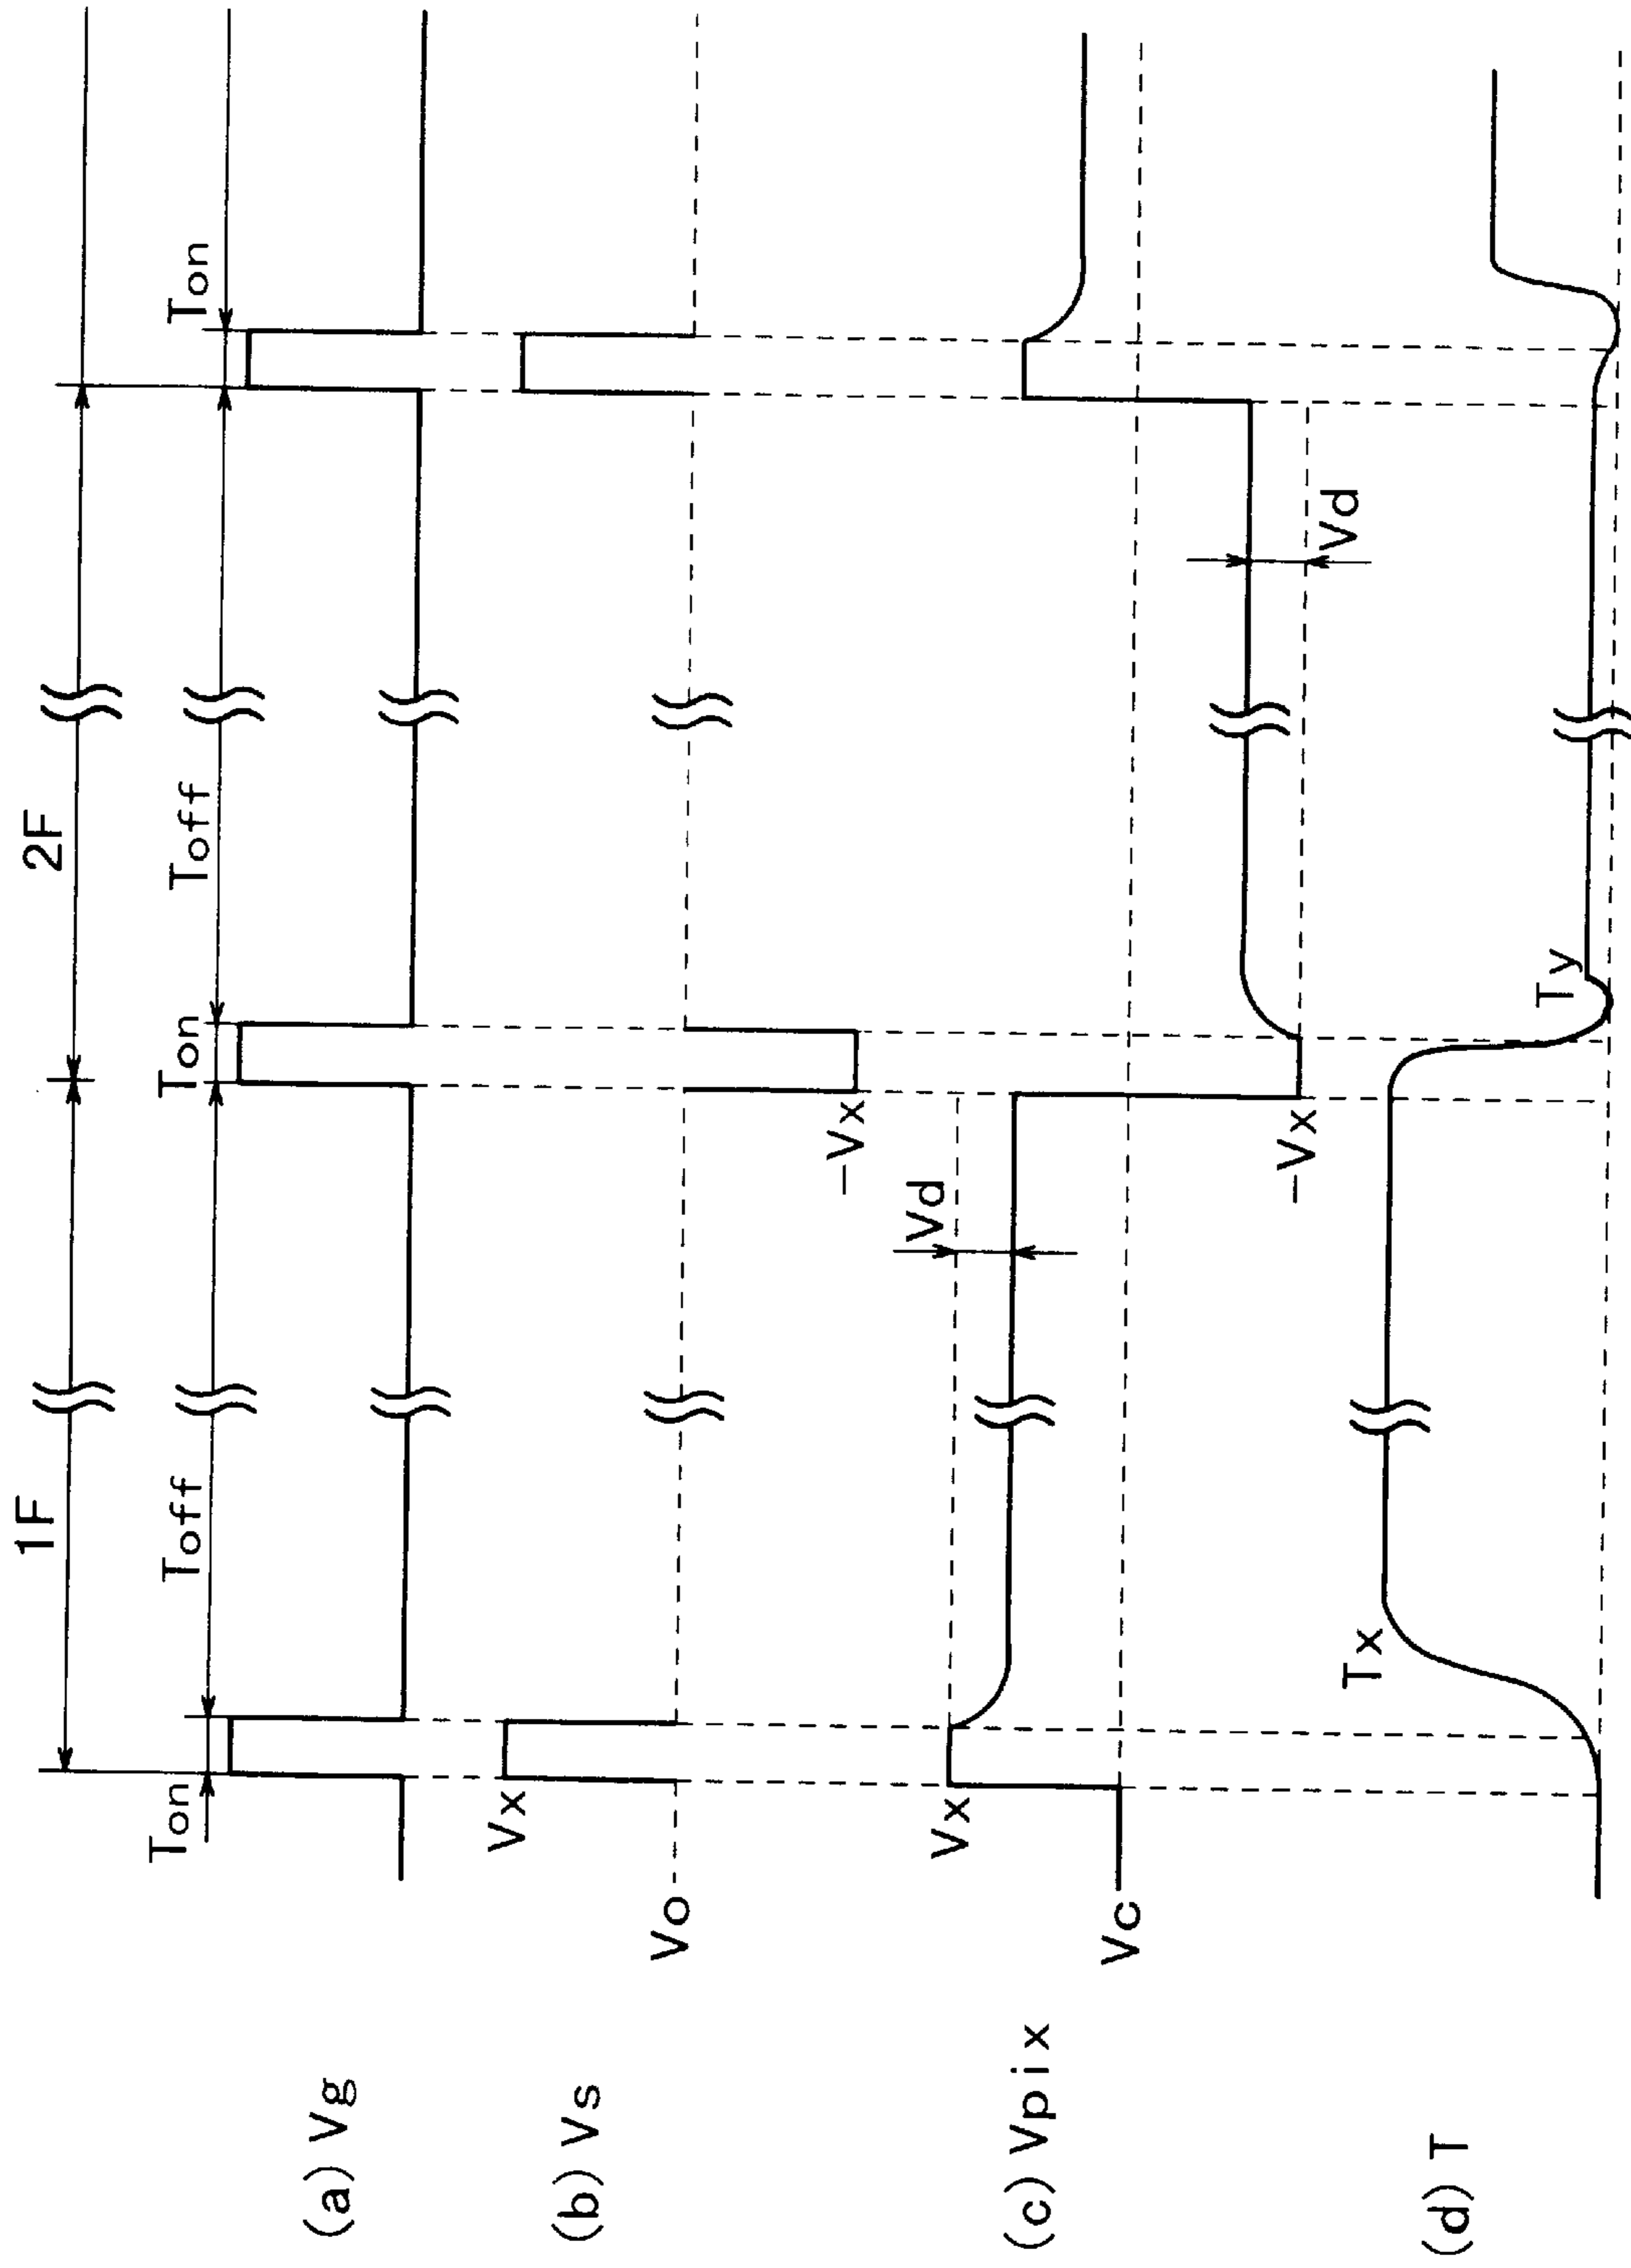 1F 2F
Ton Toff Ton Toff Ton
(a) Vg
Vx
(b) Vs
Vo
-Vx
Vd
Vx
(c) Vpix
Vc
Vd
-Vx
Tx
Ty
(d) T